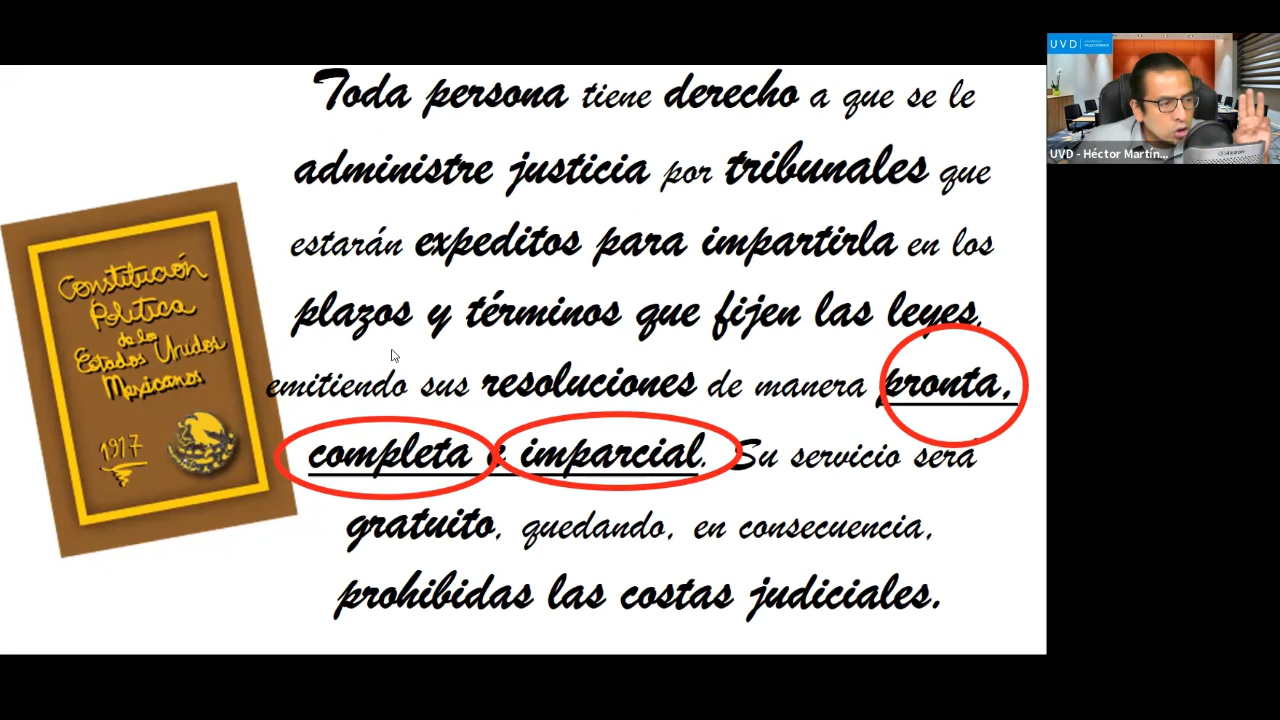 Toda persona tiene derecho a que se le
administre justicia por tribunales que
estarán expeditos para impartirla en los
plazos y términos que fijen las leyes,
emitiendo sus resoluciones de manera pronta,
completa e imparcial. Su servicio será
gratuito, quedando, en consecuencia,
prohibidas las costas judiciales.
Constitución
Política
de los
Estados Unidos
Mexicanos
1917
UVD
UVD - Héctor Martín...